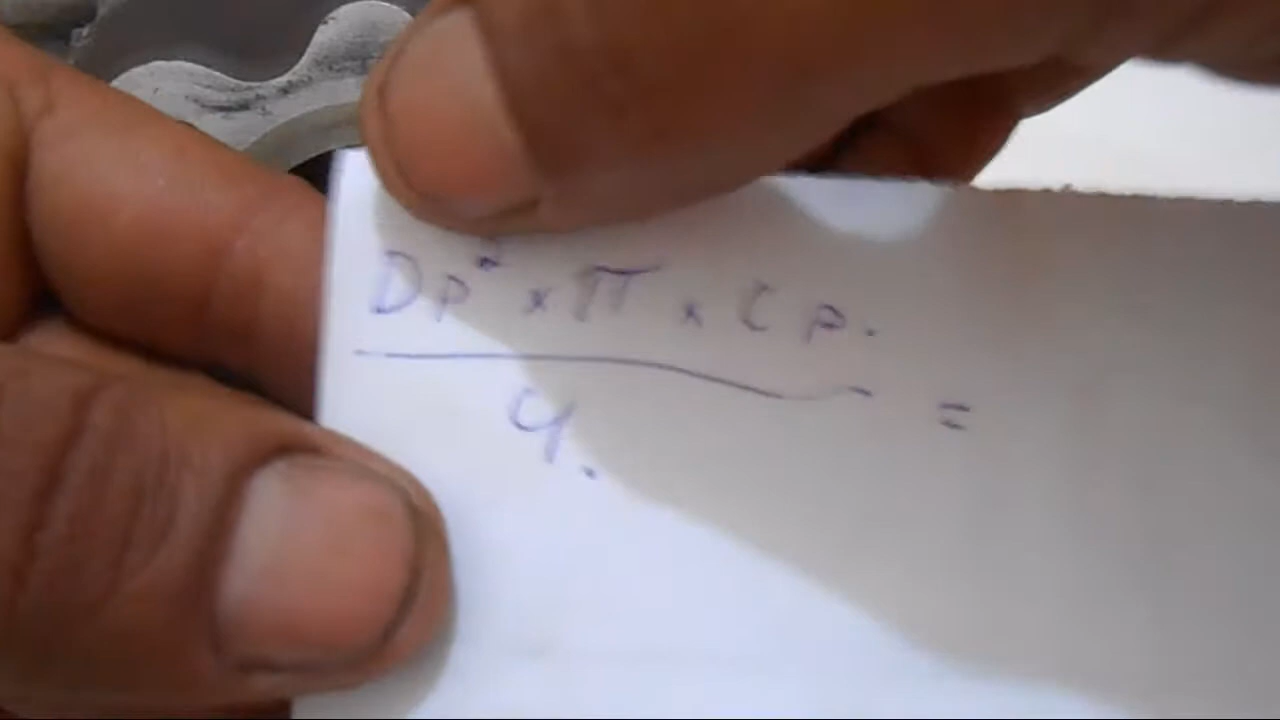 Dp² × π × Cp. =
4.